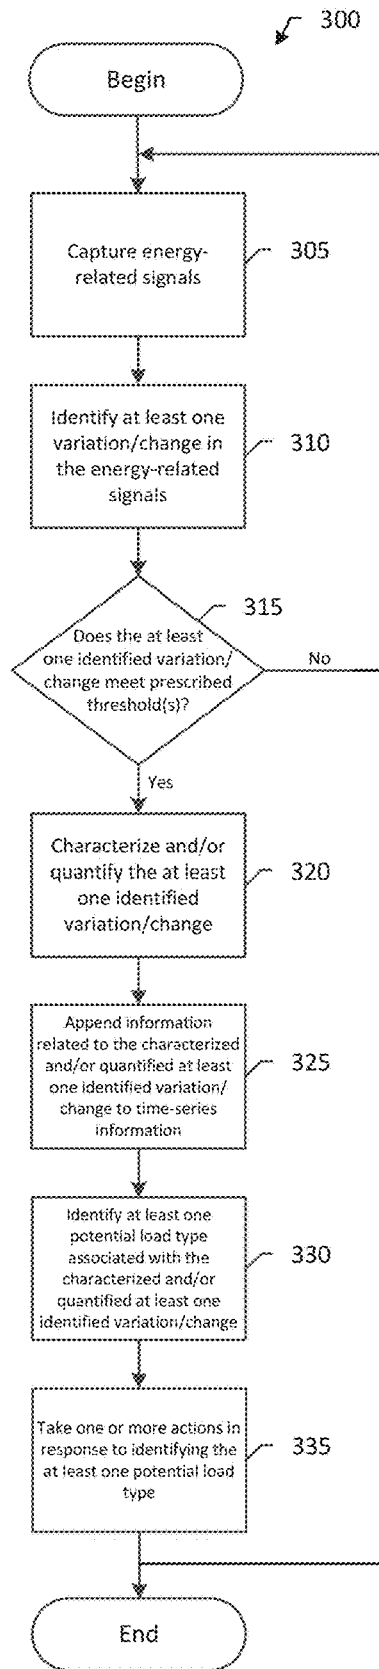 300
Begin
Capture energy-
related signals
305
Identify at least one
variation/change in
the energy-related
signals
310
315
Does the at least
one identified variation/
change meet prescribed
threshold(s)?
No
Yes
Characterize and/or
quantify the at least
one identified
variation/change
320
Append information
related to the characterized
and/or quantified at least
one identified variation/
change to time-series
information
325
Identify at least one
potential load type
associated with the
characterized and/or
quantified at least one
identified variation/change
330
Take one or more actions in
response to identifying the
at least one potential load
type
335
End